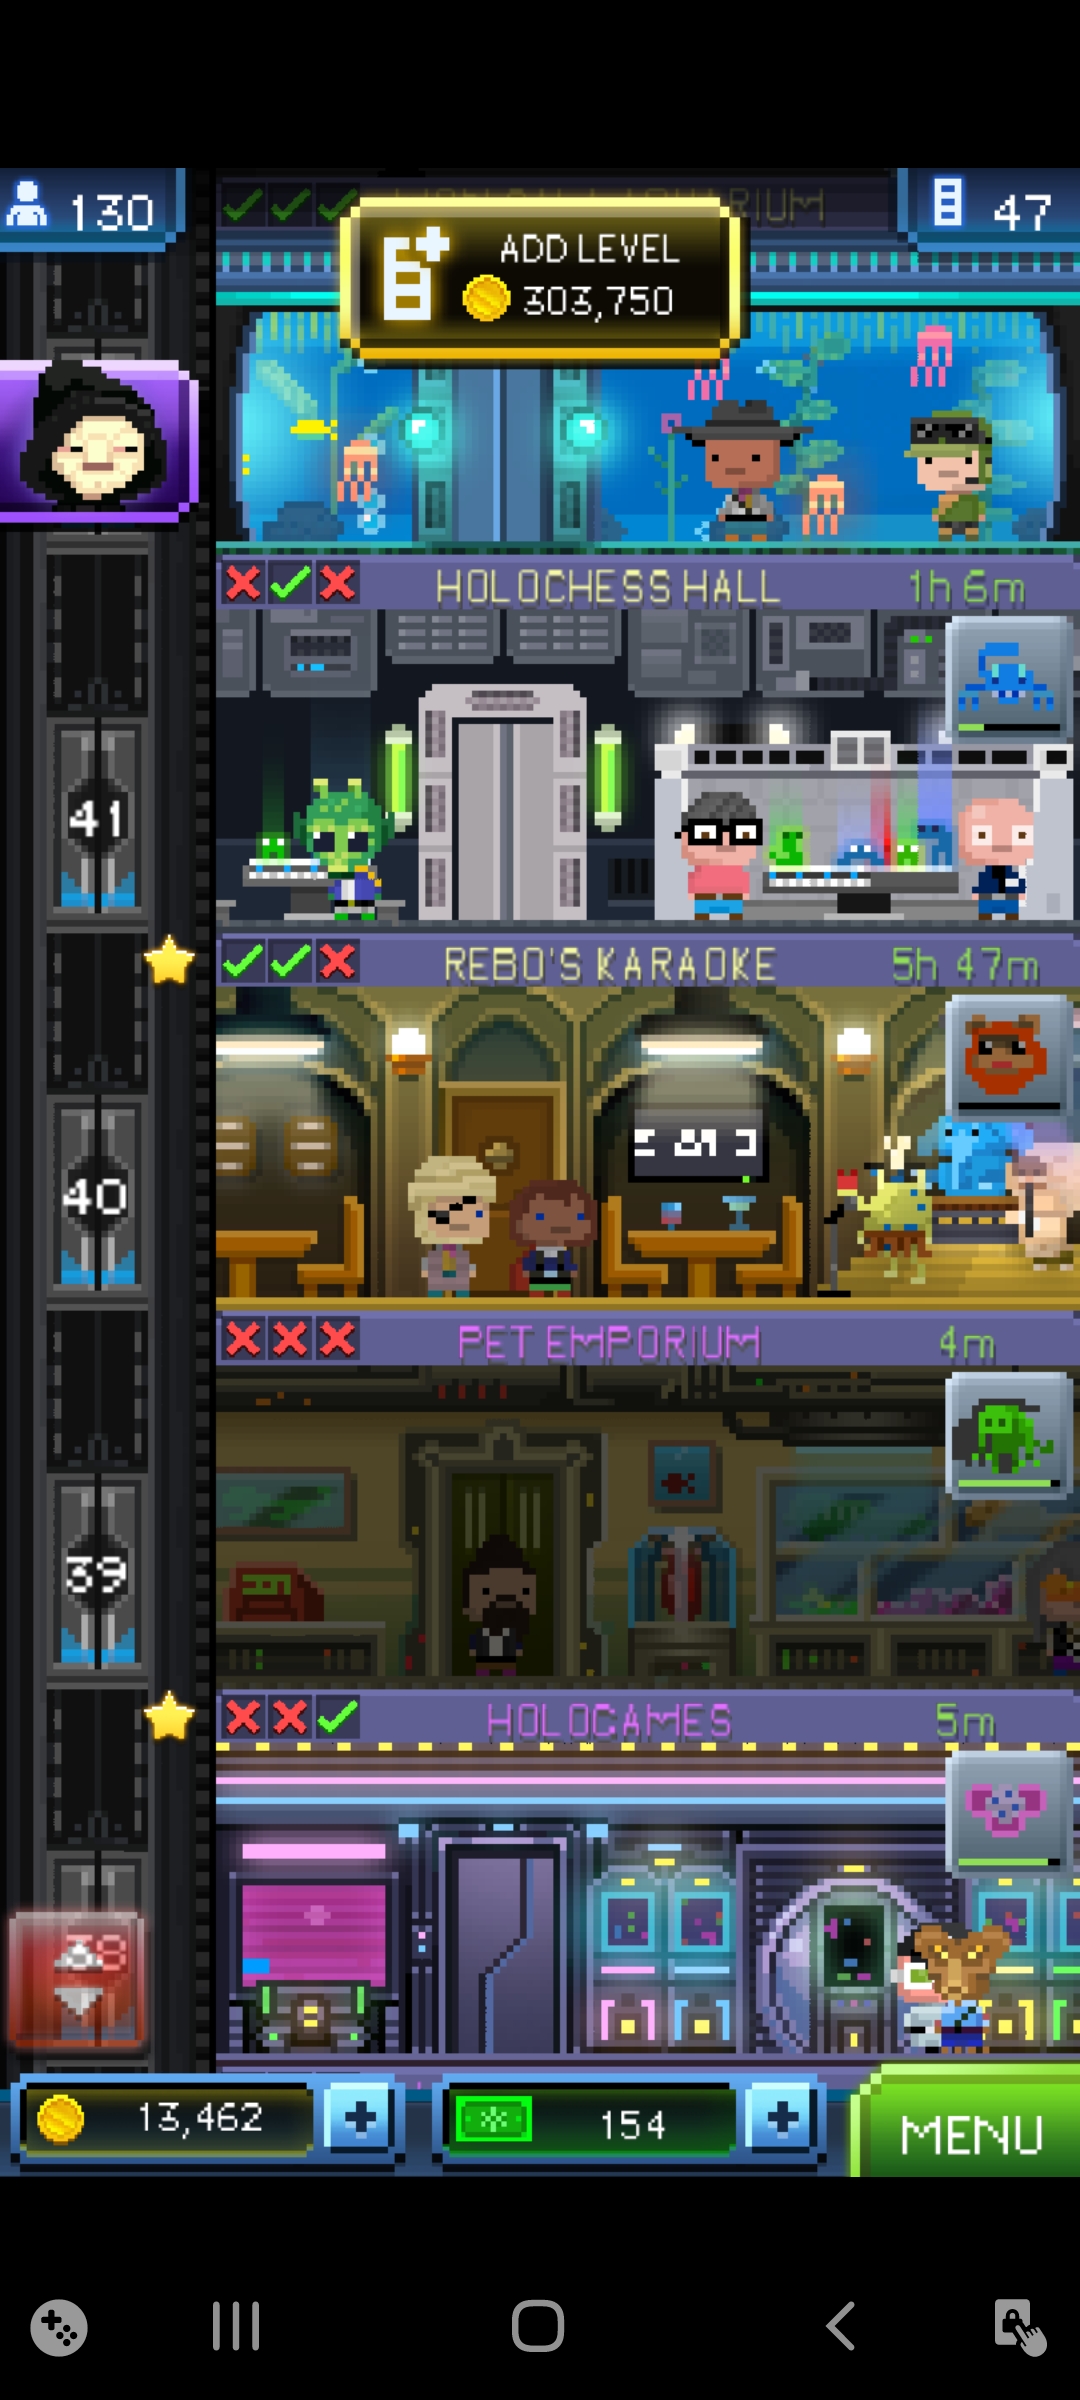 130
RIUM
47
ADD LEVEL
303,750
HOLOCHESS HALL
1h 6m
41
REBO'S KARAOKE
5h 47m
40
PET EMPORIUM
4m
39
HOLOGAMES
5m
38
13,462
154
MENU